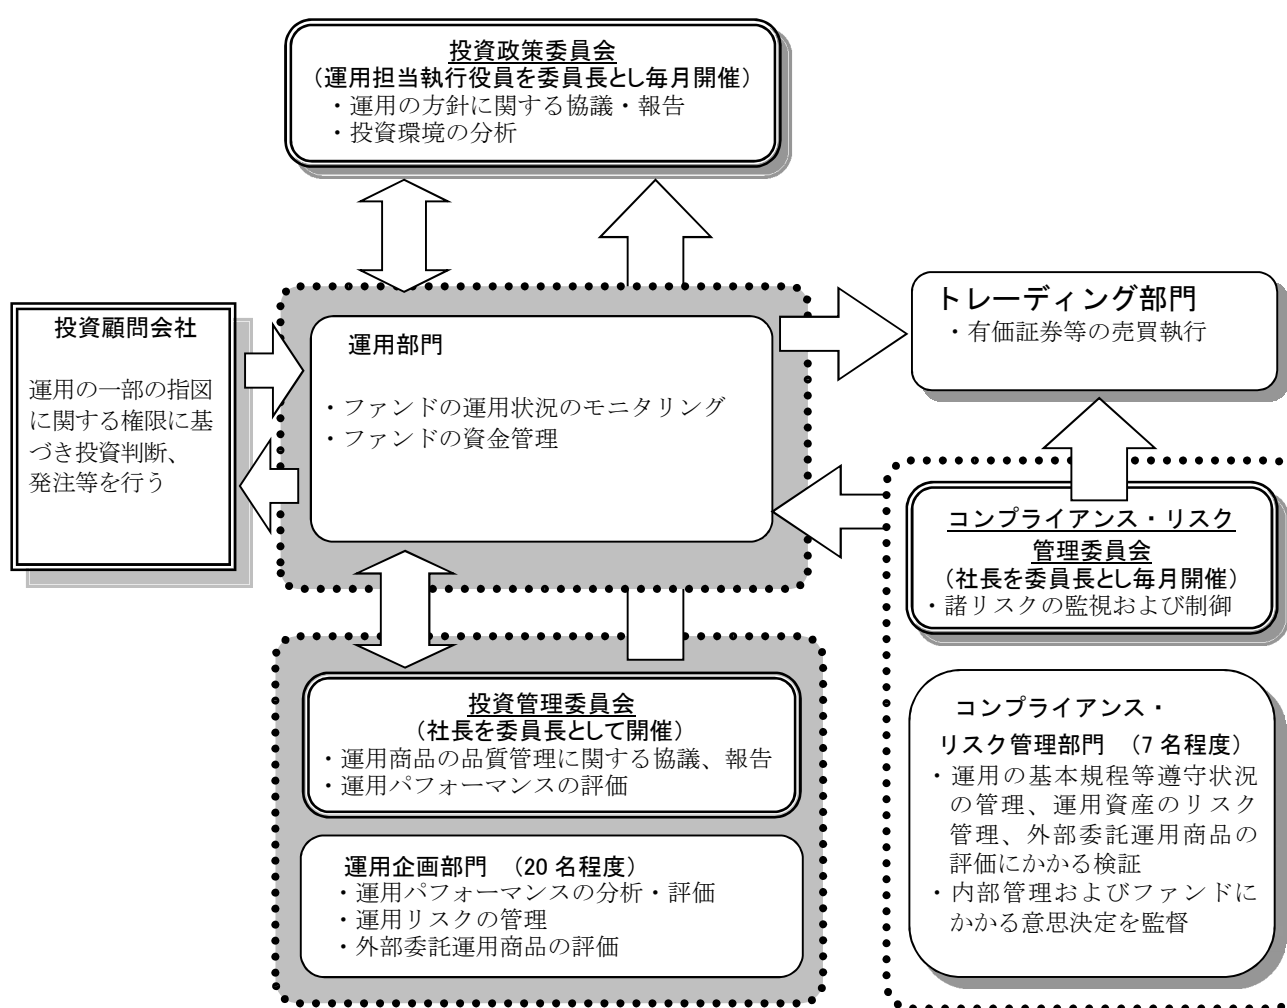 投資政策委員会
（運用担当執行役員を委員長とし毎月開催）
・運用の方針に関する協議・報告
・投資環境の分析
投資顧問会社
運用の一部の指図
に関する権限に基
づき投資判断、
発注等を行う
運用部門
・ファンドの運用状況のモニタリング
・ファンドの資金管理
トレーディング部門
・有価証券等の売買執行
コンプライアンス・リスク
管理委員会
（社長を委員長とし毎月開催）
・諸リスクの監視および制御
投資管理委員会
（社長を委員長として開催）
・運用商品の品質管理に関する協議、報告
・運用パフォーマンスの評価
運用企画部門　（20 名程度）
・運用パフォーマンスの分析・評価
・運用リスクの管理
・外部委託運用商品の評価
コンプライアンス・
リスク管理部門　（7 名程度）
・運用の基本規程等遵守状況
の管理、運用資産のリスク
管理、外部委託運用商品の
評価にかかる検証
・内部管理およびファンドに
かかる意思決定を監督